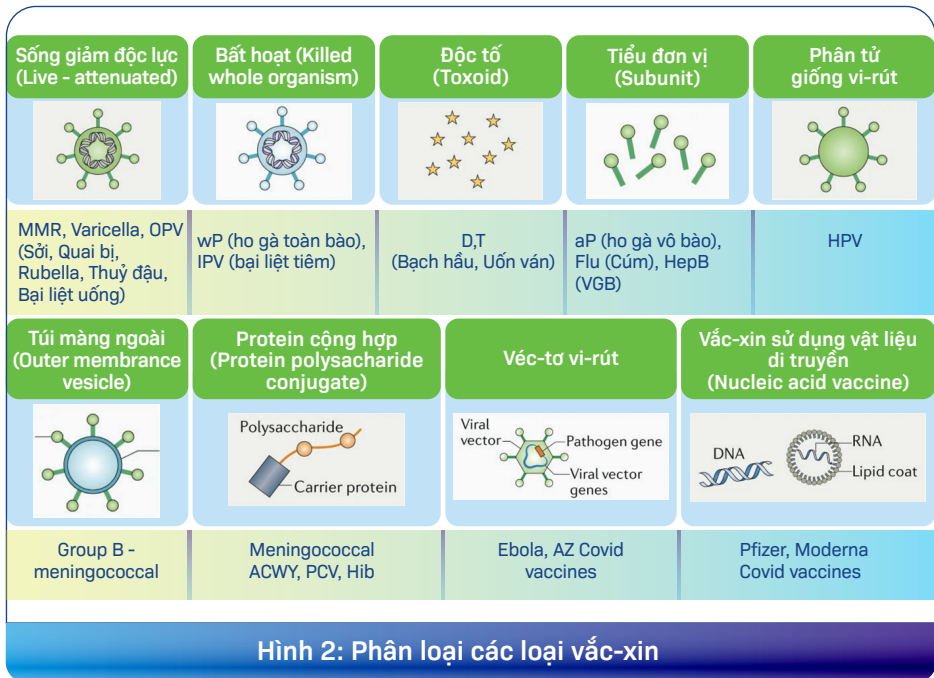 Sống giảm độc lực
(Live - attenuated)
Bất hoạt (Killed
whole organism)
Độc tố
(Toxoid)
Tiểu đơn vị
(Subunit)
Phân tử
giống vi-rút
MMR, Varicella, OPV
(Sởi, Quai bị,
Rubella, Thuỷ đậu,
Bại liệt uống)
wP (ho gà toàn bào),
IPV (bại liệt tiêm)
D,T
(Bạch hầu, Uốn ván)
aP (ho gà vô bào),
Flu (Cúm), HepB
(VGB)
HPV
Túi màng ngoài
(Outer membrance
vesicle)
Protein cộng hợp
(Protein polysacharide
conjugate)
Véc-tơ vi-rút
Vắc-xin sử dụng vật liệu
di truyền
(Nucleic acid vaccine)
Polysaccharide
Carrier protein
Viral
vector
Pathogen gene
Viral vector
genes
DNA
RNA
Lipid coat
Group B -
meningococcal
Meningococcal
ACWY, PCV, Hib
Ebola, AZ Covid
vaccines
Pfizer, Moderna
Covid vaccines
Hình 2: Phân loại các loại vắc-xin